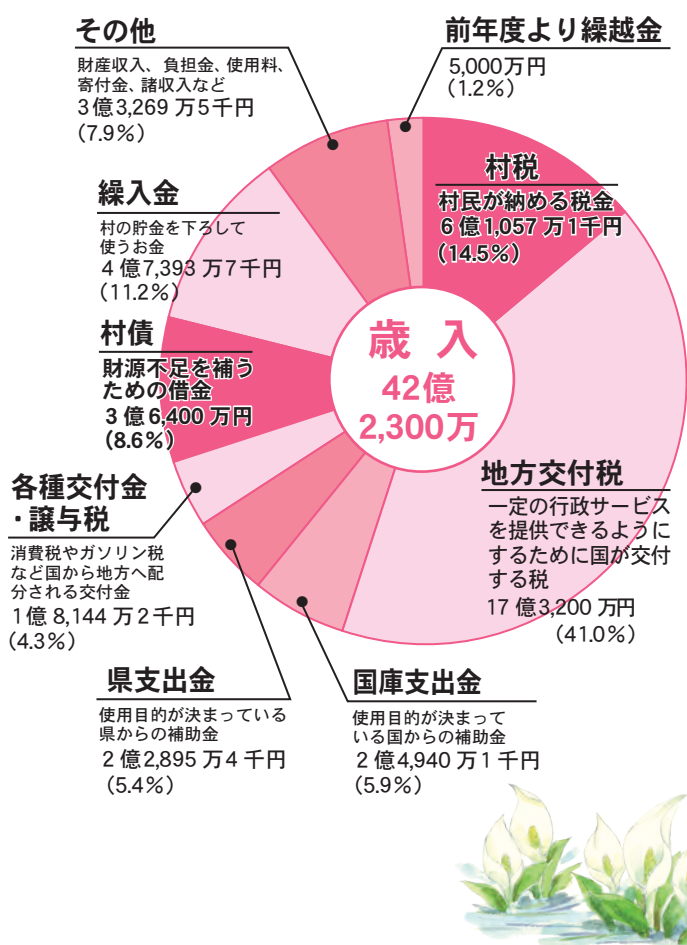 その他
財産収入、負担金、使用料、
寄付金、諸収入など
3億3,269万5千円
(7.9%)
前年度より繰越金
5,000万円
(1.2%)
村税
村民が納める税金
6億1,057万1千円
(14.5%)
繰入金
村の貯金を下ろして
使うお金
4億7,393万7千円
(11.2%)
村債
財源不足を補う
ための借金
3億6,400万円
(8.6%)
歳入
42億
2,300万
地方交付税
一定の行政サービス
を提供できるように
するために国が交付
する税
17億3,200万円
(41.0%)
各種交付金
・譲与税
消費税やガソリン税
など国から地方へ配
分される交付金
1億8,144万2千円
(4.3%)
県支出金
使用目的が決まっている
県からの補助金
2億2,895万4千円
(5.4%)
国庫支出金
使用目的が決まって
いる国からの補助金
2億4,940万1千円
(5.9%)